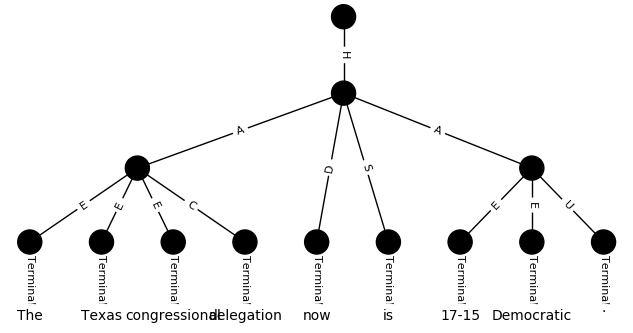 H
A D S A
E E E C E E U
Terminal Terminal Terminal Terminal Terminal Terminal Terminal Terminal Terminal
The Texas congressional delegation now is 17-15 Democratic .